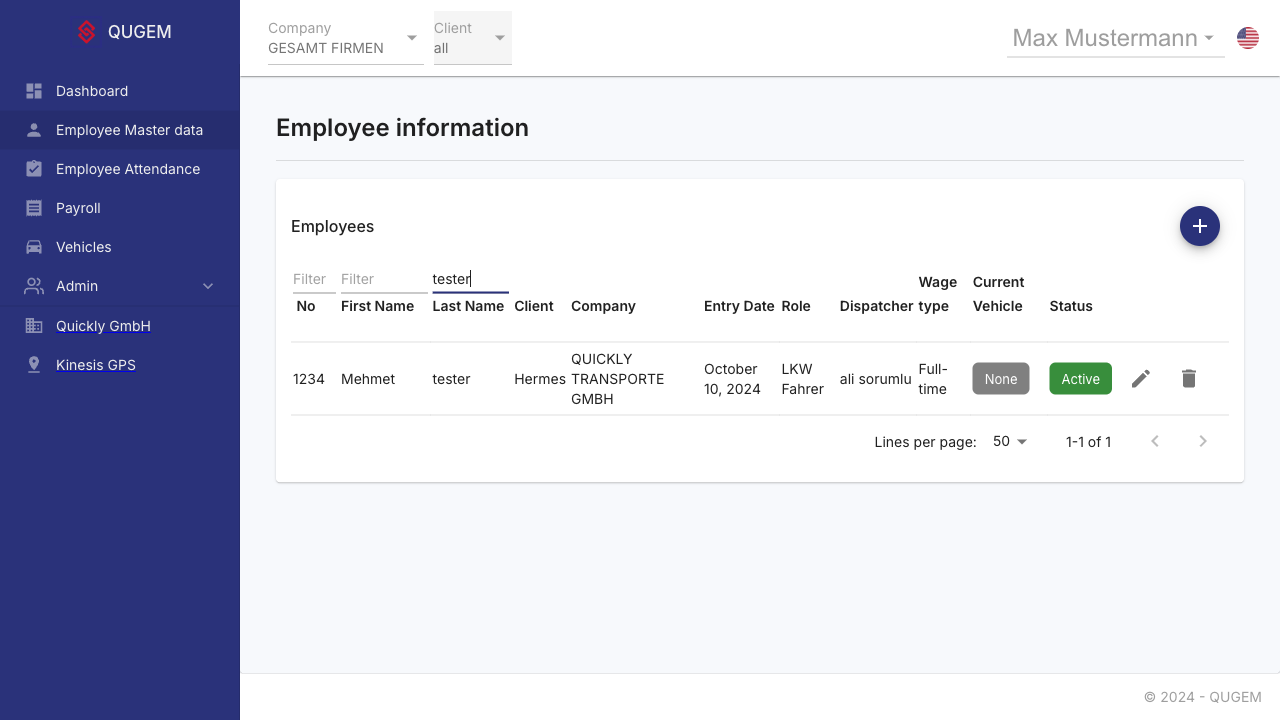 QUGEM
Company
GESAMT FIRMEN
Client
all
Max Mustermann
Dashboard
Employee Master data
Employee Attendance
Payroll
Vehicles
Admin
Quickly GmbH
Kinesis GPS
Employee information
Employees
Filter Filter tester
No First Name Last Name Client Company Entry Date Role Dispatcher Wage type Current Vehicle Status
1234 Mehmet tester Hermes QUICKLY TRANSPORTE GMBH October 10, 2024 LKW Fahrer ali sorumlu Full-time None Active
Lines per page: 50 1-1 of 1
© 2024 - QUGEM